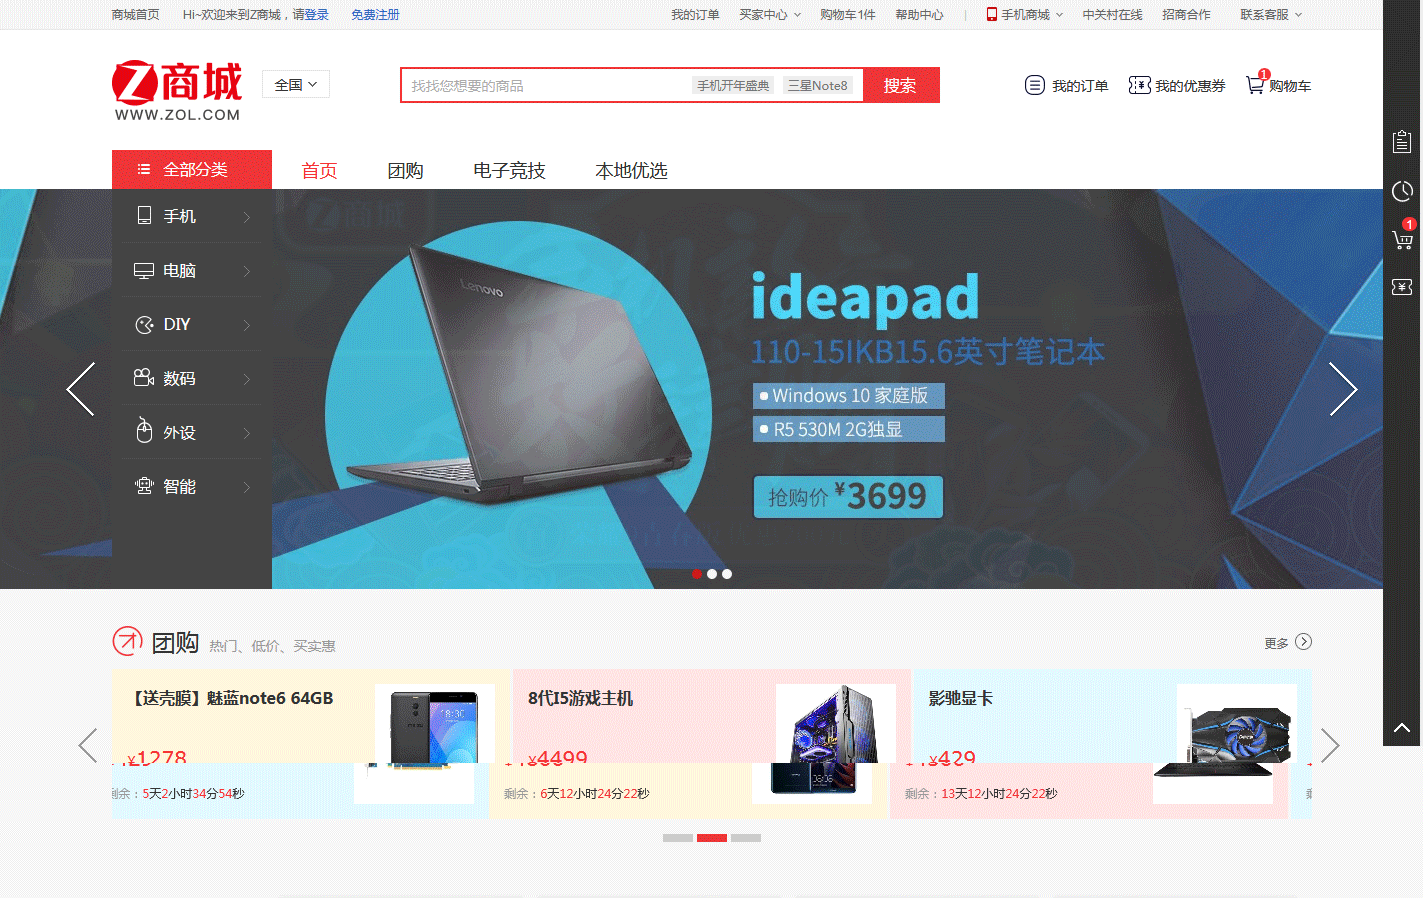 商城首页 Hi~欢迎来到Z商城，请登录 免费注册 我的订单 买家中心 购物车1件 帮助中心 手机商城 中关村在线 招商合作 联系客服
Z商城
WWW.ZOL.COM
全国
找找您想要的商品 手机开年盛典 三星Note8 搜索
我的订单 我的优惠券 1 购物车
全部分类 首页 团购 电子竞技 本地优选
手机
电脑
DIY
数码
外设
智能
Lenovo
ideapad
110-15IKB15.6英寸笔记本
Windows 10 家庭版
R5 530M 2G独显
抢购价 ¥3699
1
团购 热门、低价、买实惠 更多
【送壳膜】魅蓝note6 64GB 8代I5游戏主机 影驰显卡
¥1278 ¥4499 ¥429
剩余：5天2小时34分54秒 剩余：6天12小时24分22秒 剩余：13天12小时24分22秒